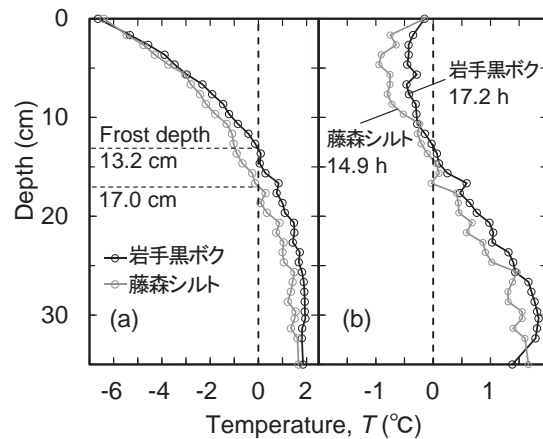 0
10
20
30
Depth (cm)
Frost depth
13.2 cm
17.0 cm
岩手黒ボク
藤森シルト
(a)
岩手黒ボク
17.2 h
藤森シルト
14.9 h
(b)
-6 -4 -2 0 2
-1 0 1
Temperature, T (℃)